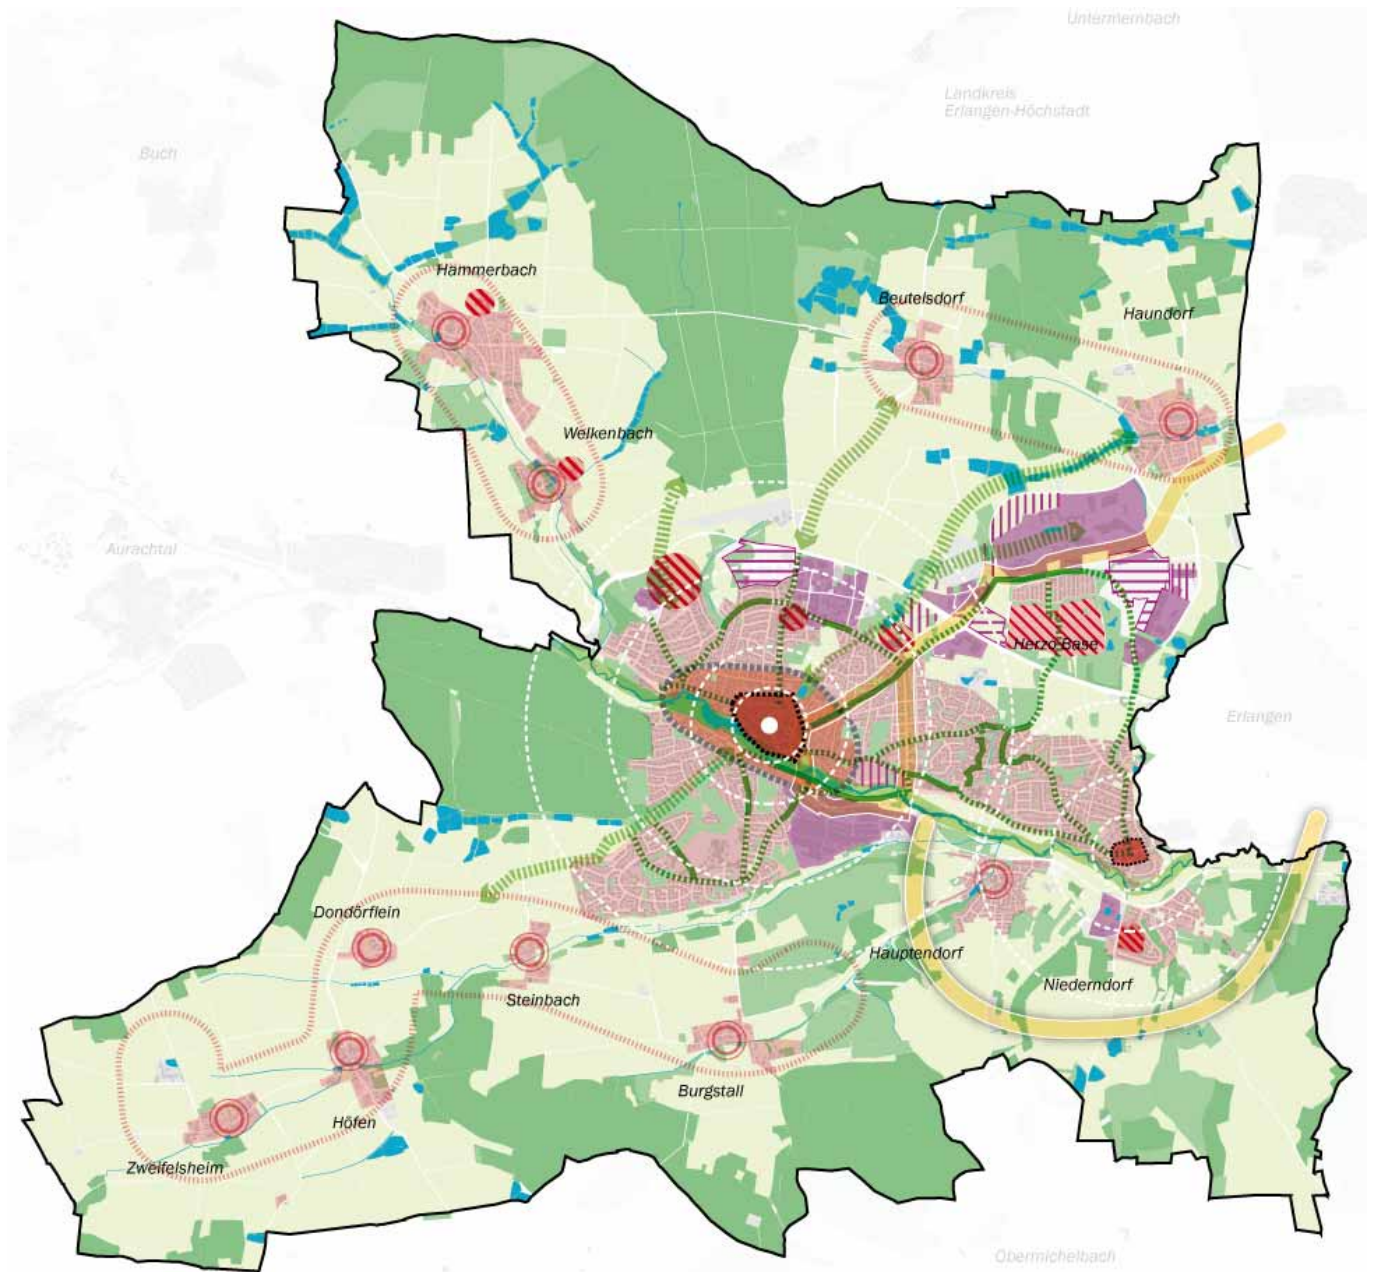 Untermembach
Landkreis
Erlangen-Höchstadt
Buch
Hammerbach
Beutelsdorf
Haundorf
Welkenbach
Aurachtal
Herzo Base
Erlangen
Dondörflein
Hauptendorf
Steinbach
Niederndorf
Burgstall
Höfen
Zweifelsheim
Obermichelbach